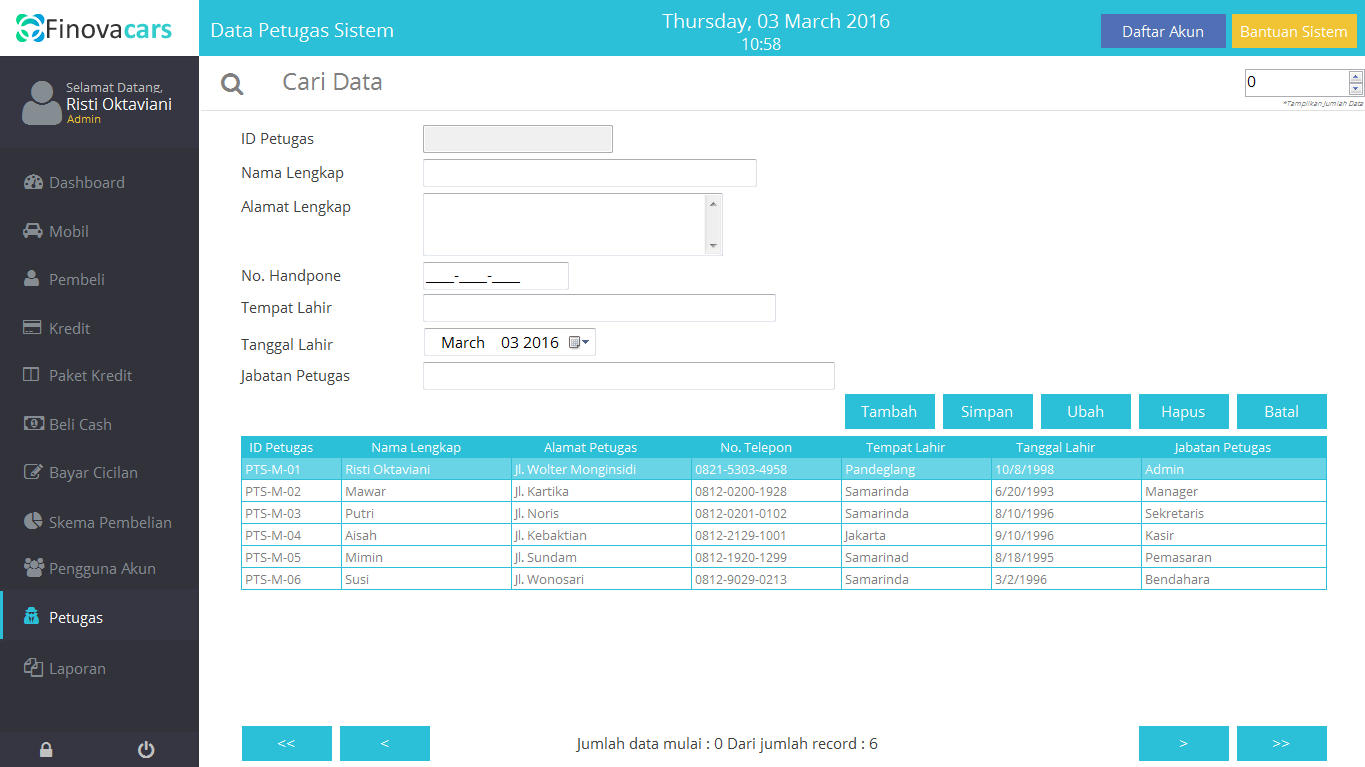 Finovacars
Data Petugas Sistem
Thursday, 03 March 2016
10:58
Daftar Akun
Bantuan Sistem
Selamat Datang,
Risti Oktaviani
Admin
Dashboard
Mobil
Pembeli
Kredit
Paket Kredit
Beli Cash
Bayar Cicilan
Skema Pembelian
Pengguna Akun
Petugas
Laporan
Cari Data
0
*Tampilkan Jumlah Data
ID Petugas
Nama Lengkap
Alamat Lengkap
No. Handpone
____-____-____
Tempat Lahir
Tanggal Lahir
March 03 2016
Jabatan Petugas
Tambah Simpan Ubah Hapus Batal
ID Petugas Nama Lengkap Alamat Petugas No. Telepon Tempat Lahir Tanggal Lahir Jabatan Petugas
PTS-M-01 Risti Oktaviani Jl. Wolter Monginsidi 0821-5303-4958 Pandeglang 10/8/1998 Admin
PTS-M-02 Mawar Jl. Kartika 0812-0200-1928 Samarinda 6/20/1993 Manager
PTS-M-03 Putri Jl. Noris 0812-0201-0102 Samarinda 8/10/1996 Sekretaris
PTS-M-04 Aisah Jl. Kebaktian 0812-2129-1001 Jakarta 9/10/1996 Kasir
PTS-M-05 Mimin Jl. Sundam 0812-1920-1299 Samarinad 8/18/1995 Pemasaran
PTS-M-06 Susi Jl. Wonosari 0812-9029-0213 Samarinda 3/2/1996 Bendahara
<< < Jumlah data mulai : 0 Dari jumlah record : 6 > >>